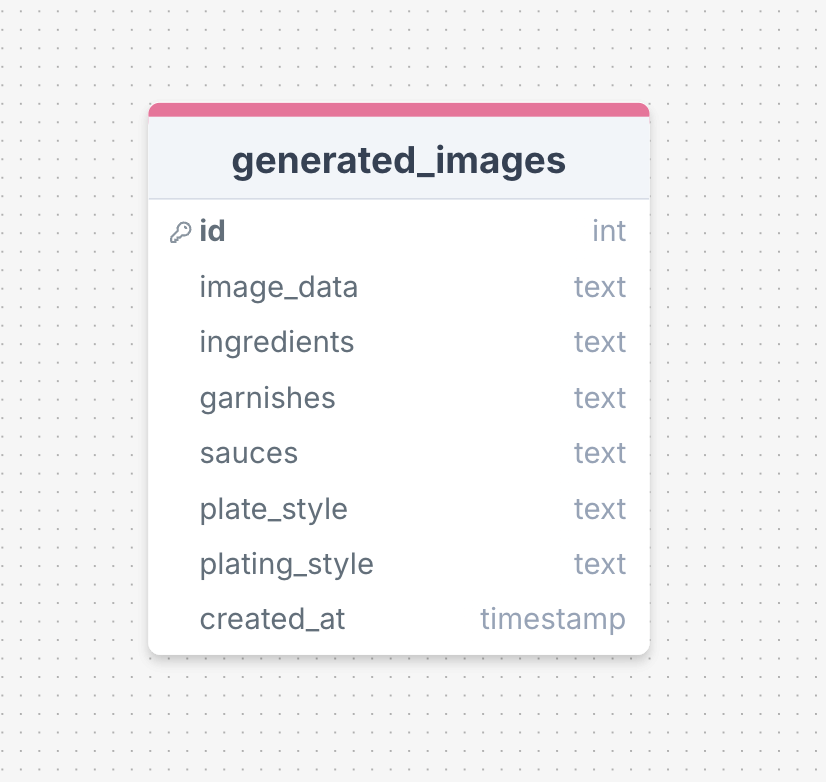 generated_images
id int
image_data text
ingredients text
garnishes text
sauces text
plate_style text
plating_style text
created_at timestamp